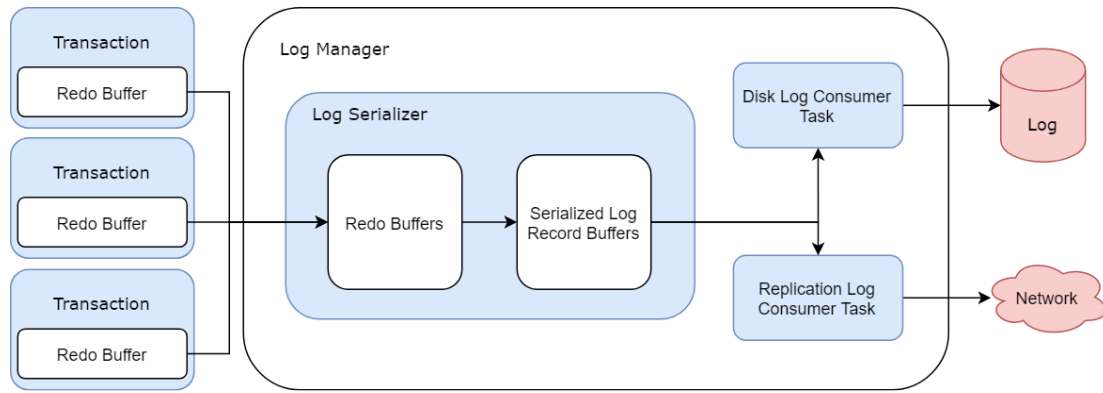 Transaction
Redo Buffer
Transaction
Redo Buffer
Transaction
Redo Buffer
Log Manager
Log Serializer
Redo Buffers
Serialized Log
Record Buffers
Disk Log Consumer
Task
Replication Log
Consumer Task
Log
Network